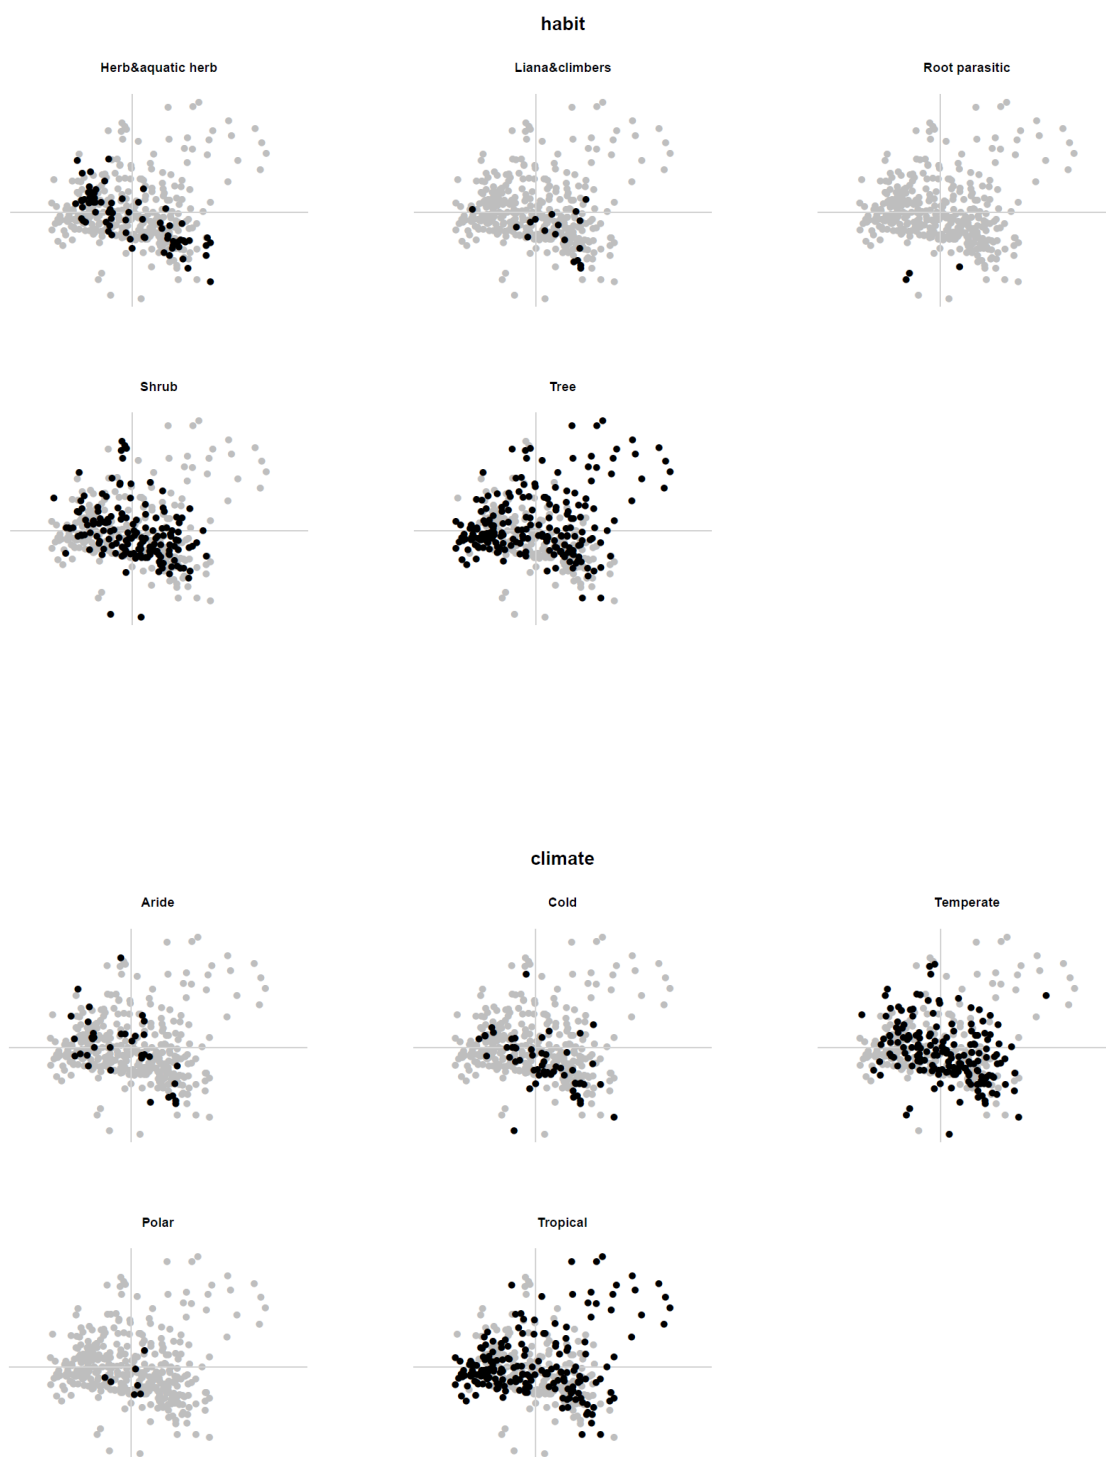 habit
Herb&aquatic herb
Liana&climbers
Root parasitic
Shrub
Tree
climate
Aride
Cold
Temperate
Polar
Tropical